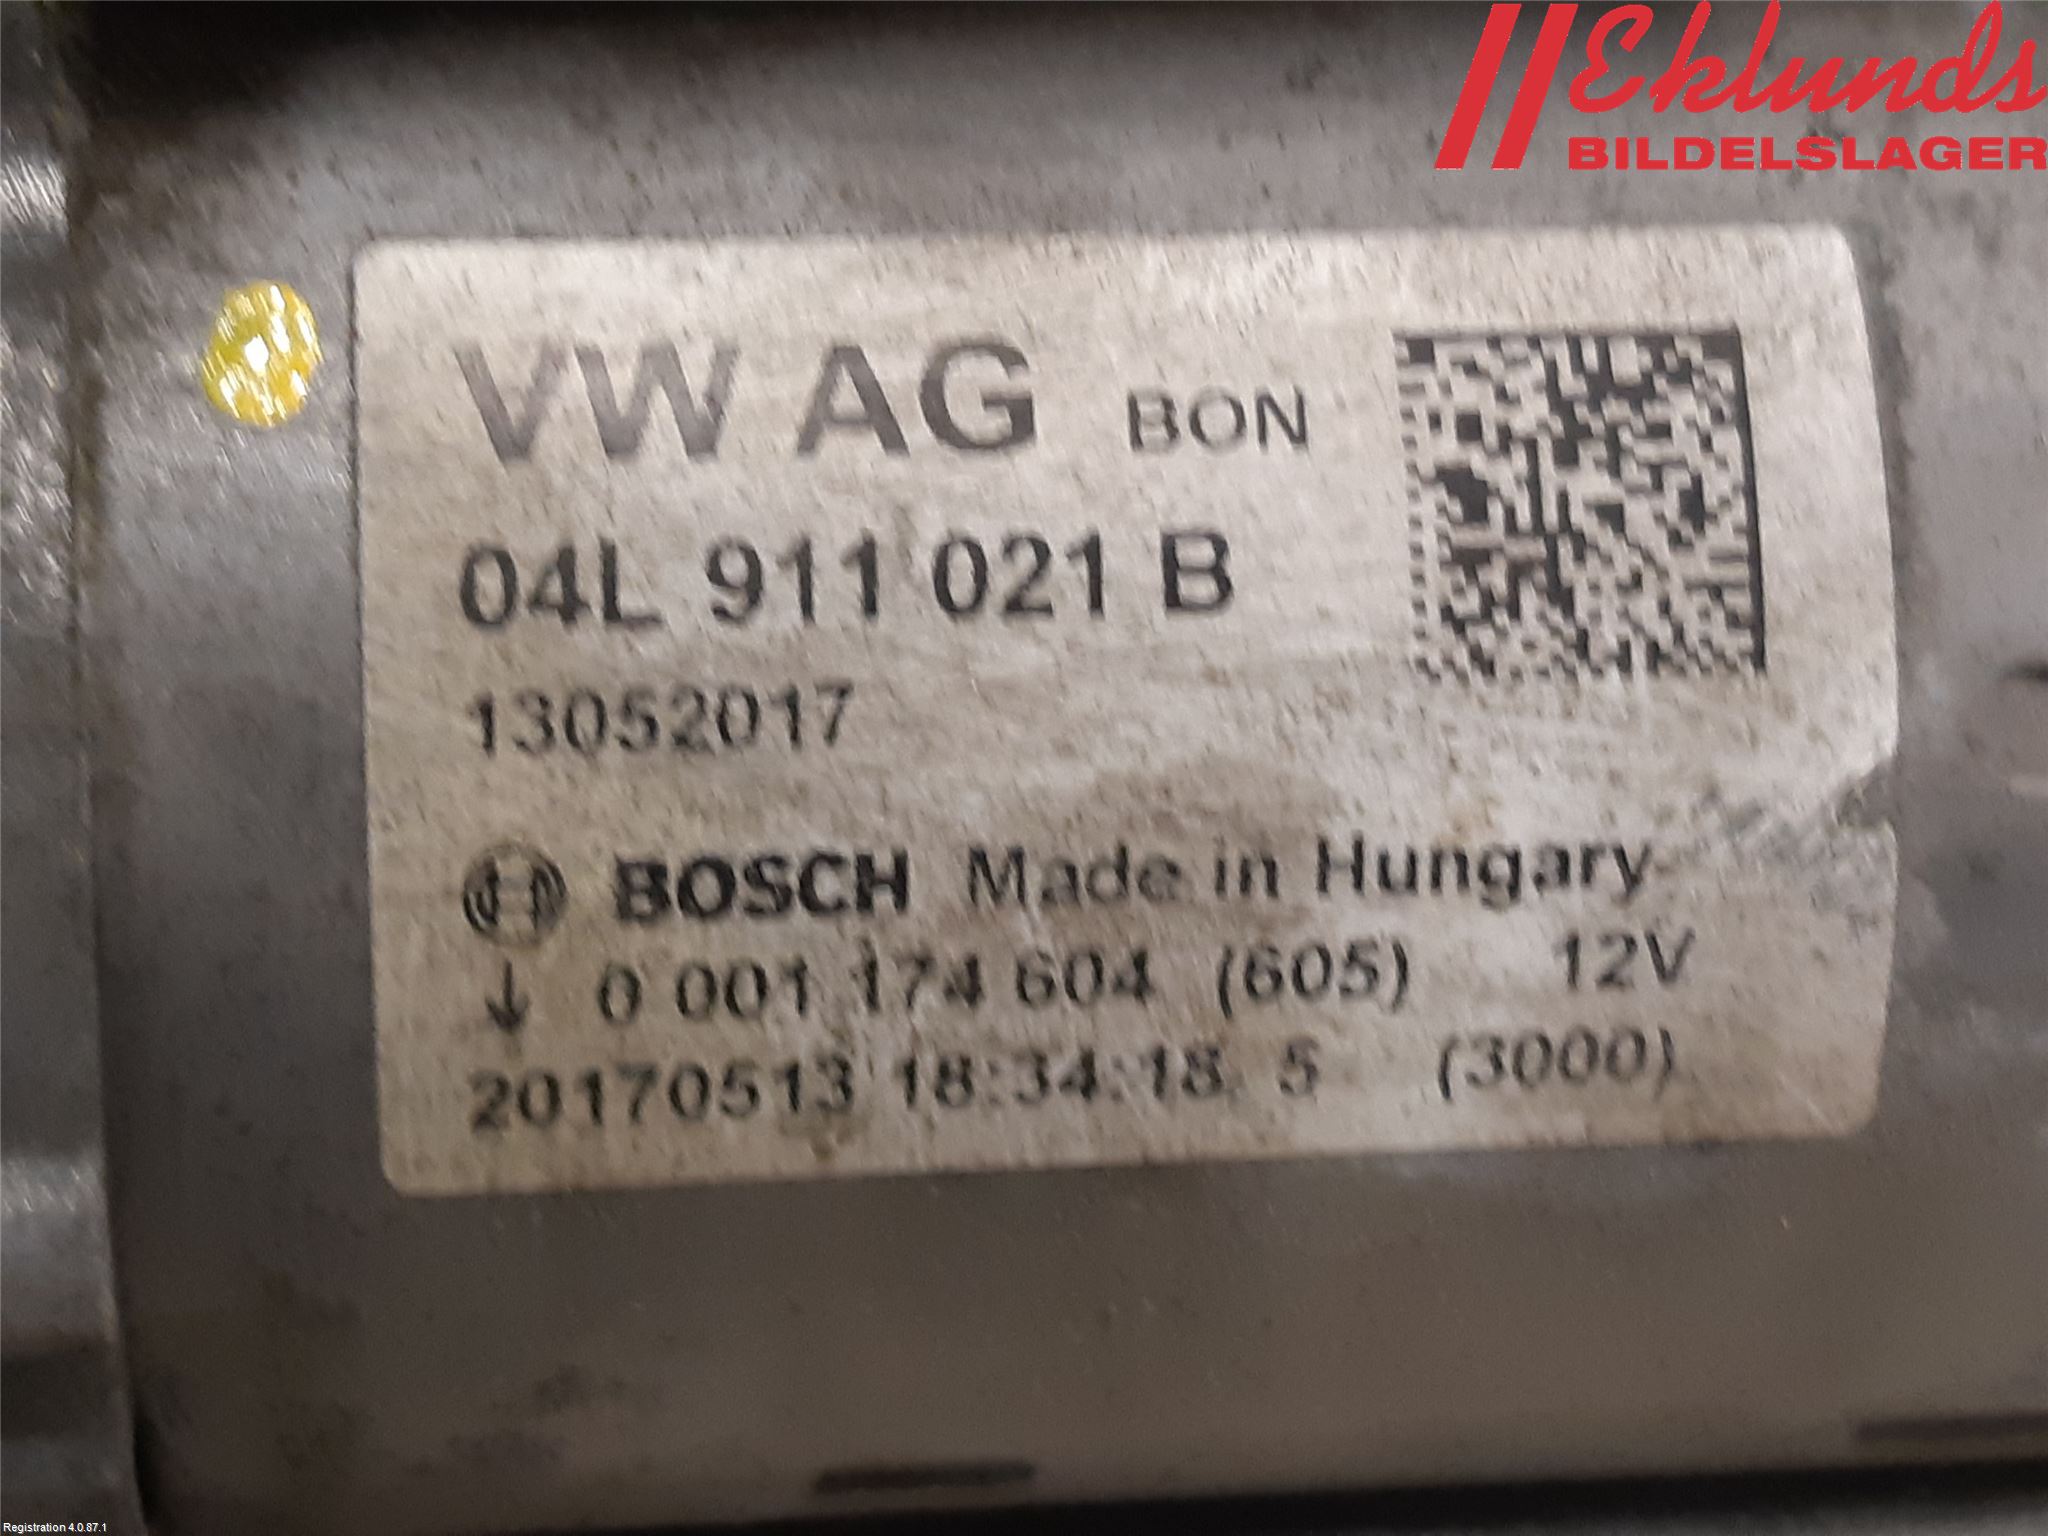 Eklunds
BILDELSLAGER
VW AG BON
04L 911 021 B
13052017
BOSCH Made in Hungary
↓ 0 001 174 604 (605) 12V
20170513 18:34:18 5 (3000)
Registration 4.0.87.1